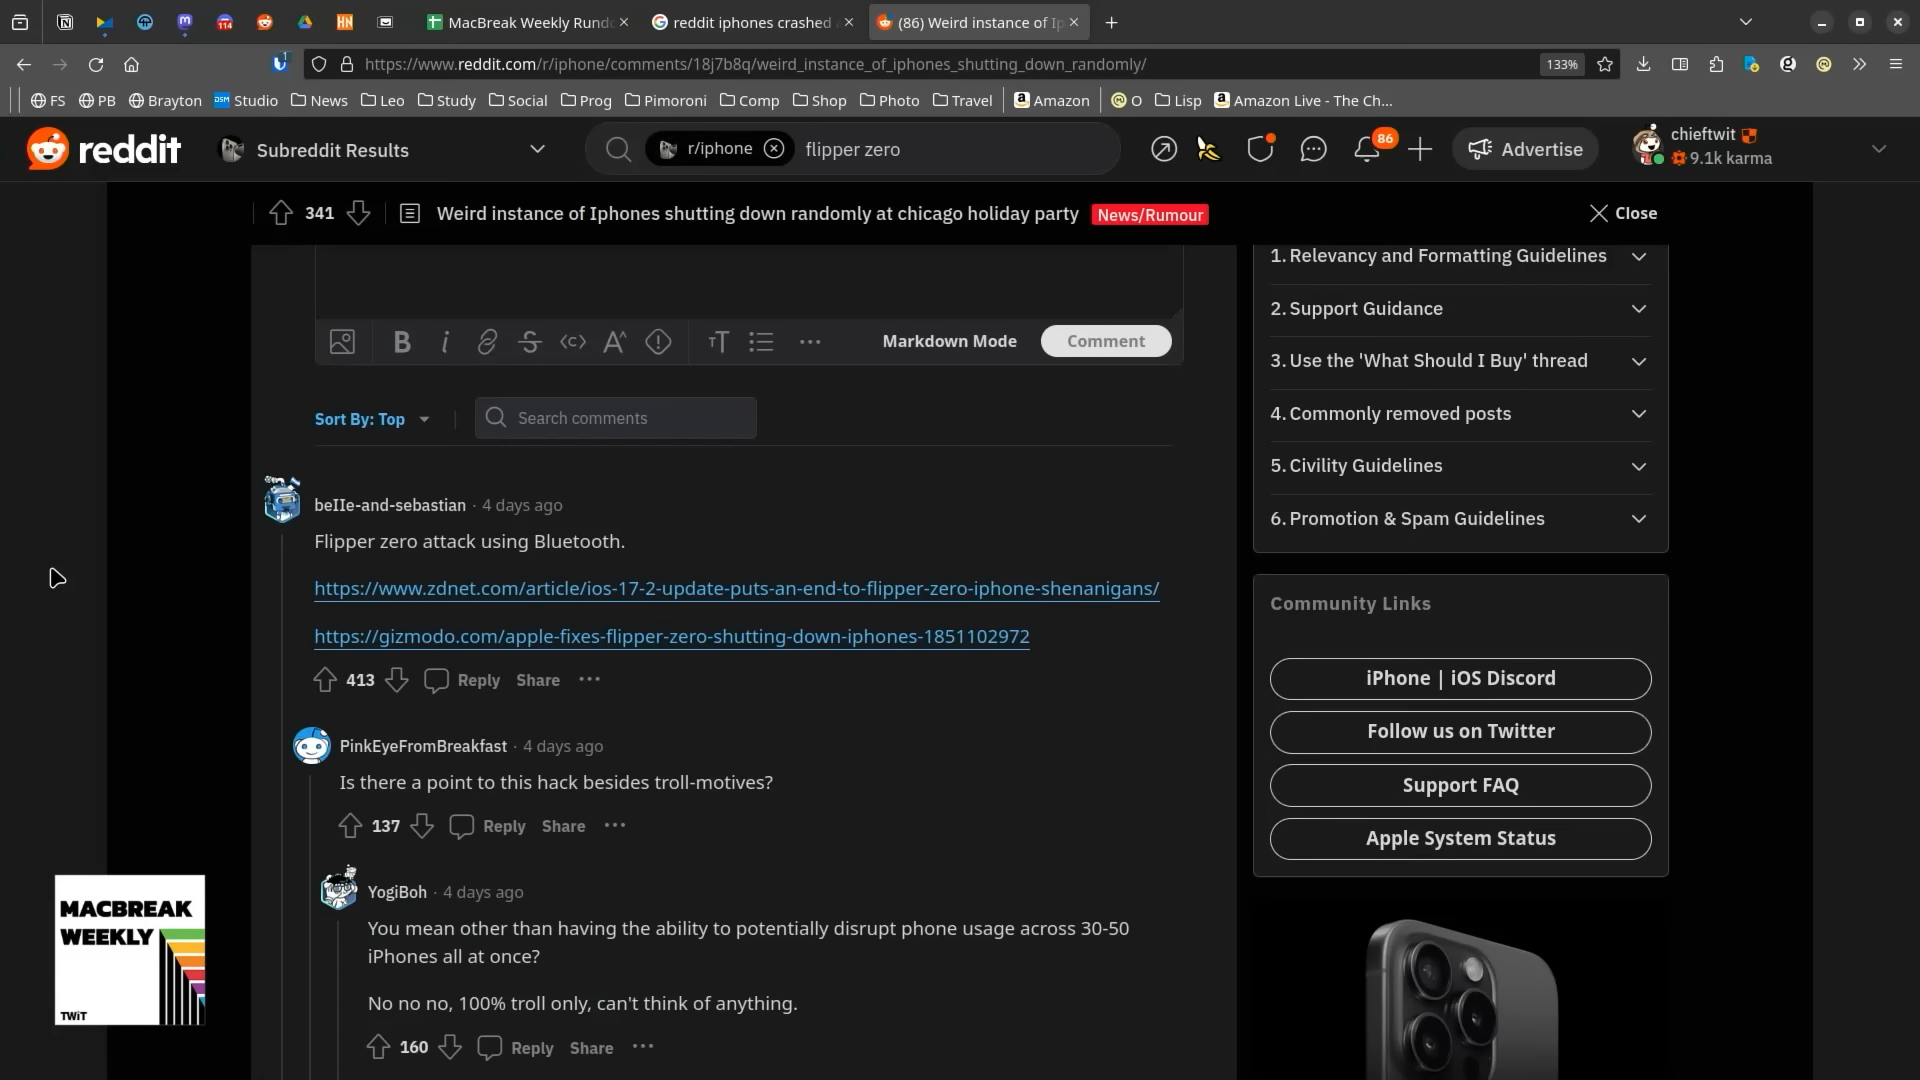 114
HN
MacBreak Weekly Rund
reddit iphones crashed
(86) Weird instance of Ip
1
https://www.reddit.com/r/iphone/comments/18j7b8q/weird_instance_of_iphones_shutting_down_randomly/
133%
FS
PB
Brayton
DSM
Studio
News
Leo
Study
Social
Prog
Pimoroni
Comp
Shop
Photo
Travel
Amazon
O
Lisp
Amazon Live - The Ch...
reddit
Subreddit Results
r/iphone
flipper zero
86
Advertise
chieftwit
9.1k karma
341
Weird instance of Iphones shutting down randomly at chicago holiday party
News/Rumour
Close
B i
Markdown Mode
Comment
Sort By: Top
Search comments
beIIe-and-sebastian · 4 days ago
Flipper zero attack using Bluetooth.
https://www.zdnet.com/article/ios-17-2-update-puts-an-end-to-flipper-zero-iphone-shenanigans/
https://gizmodo.com/apple-fixes-flipper-zero-shutting-down-iphones-1851102972
413
Reply
Share
PinkEyeFromBreakfast · 4 days ago
Is there a point to this hack besides troll-motives?
137
Reply
Share
YogiBoh · 4 days ago
You mean other than having the ability to potentially disrupt phone usage across 30-50
iPhones all at once?
No no no, 100% troll only, can't think of anything.
160
Reply
Share
1. Relevancy and Formatting Guidelines
2. Support Guidance
3. Use the 'What Should I Buy' thread
4. Commonly removed posts
5. Civility Guidelines
6. Promotion & Spam Guidelines
Community Links
iPhone | iOS Discord
Follow us on Twitter
Support FAQ
Apple System Status
MACBREAK
WEEKLY
TWiT